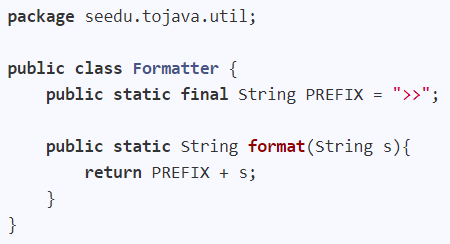 package seedu.tojava.util;

public class Formatter {
    public static final String PREFIX = ">>";

    public static String format(String s){
        return PREFIX + s;
    }
}